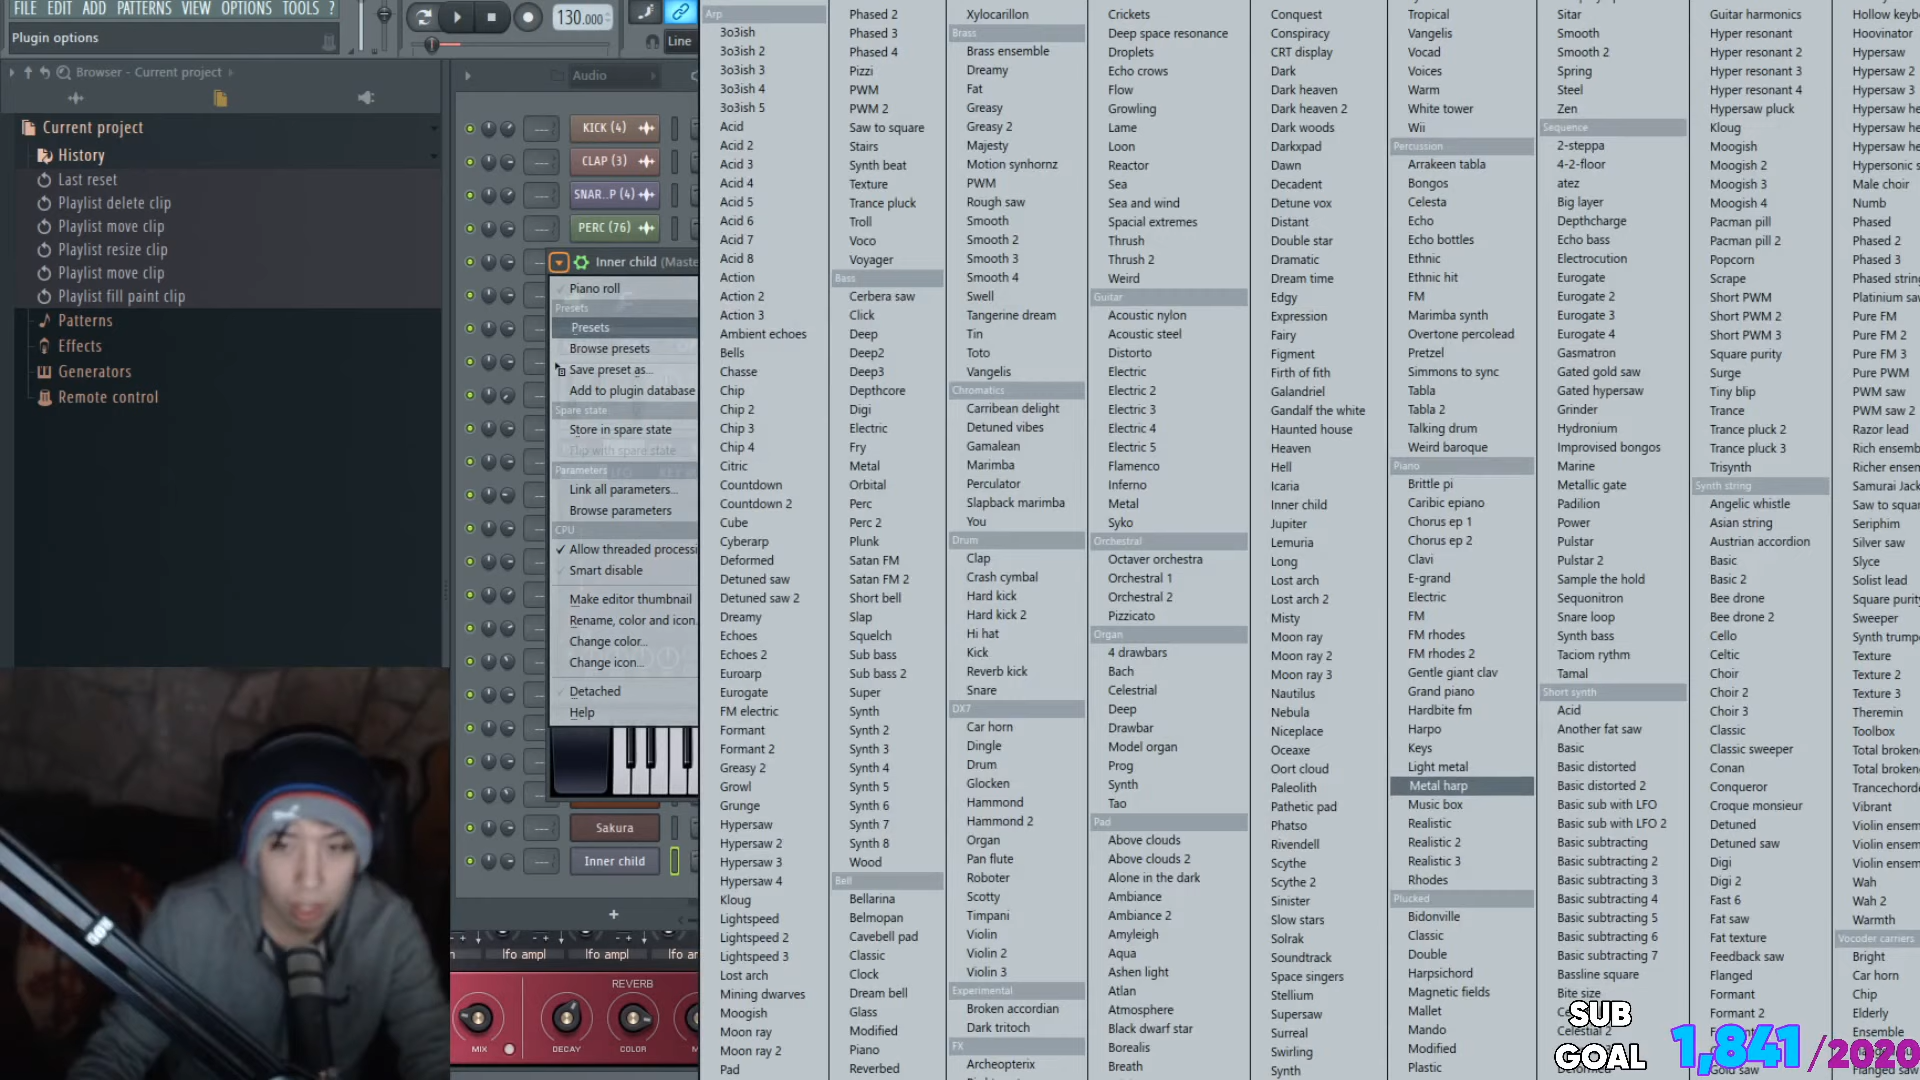 FILE EDIT ADD PATTERNS VIEW OPTIONS TOOLS ?
Plugin options
130.000
Line
Browser - Current project
Audio
Current project
History
Last reset
Playlist delete clip
Playlist move clip
Playlist resize clip
Playlist move clip
Playlist fill paint clip
Patterns
Effects
Generators
Remote control
KICK (4)
CLAP (3)
SNAR..P (4)
PERC (76)
Inner child (Maste
Piano roll
Presets
Presets
Browse presets
Save preset as...
Add to plugin database
Spare state
Store in spare state
Flip with spare state
Parameters
Link all parameters...
Browse parameters
CPU
Allow threaded processi
Smart disable
Make editor thumbnail
Rename, color and icon.
Change color...
Change icon...
Detached
Help
Sakura
Inner child
+
lfo ampl
lfo ampl
lfo am
REVERB
MIX
DECAY
COLOR
Arp
3o3ish
3o3ish 2
3o3ish 3
3o3ish 4
3o3ish 5
Acid
Acid 2
Acid 3
Acid 4
Acid 5
Acid 6
Acid 7
Acid 8
Action
Action 2
Action 3
Ambient echoes
Bells
Chasse
Chip
Chip 2
Chip 3
Chip 4
Citric
Countdown
Countdown 2
Cube
Cyberarp
Deformed
Detuned saw
Detuned saw 2
Dreamy
Echoes
Echoes 2
Euroarp
Eurogate
FM electric
Formant
Formant 2
Greasy 2
Growl
Grunge
Hypersaw
Hypersaw 2
Hypersaw 3
Hypersaw 4
Kloug
Lightspeed
Lightspeed 2
Lightspeed 3
Lost arch
Mining dwarves
Moogish
Moon ray
Moon ray 2
Pad
Phased 2
Phased 3
Phased 4
Pizzi
PWM
PWM 2
Saw to square
Stairs
Synth beat
Texture
Trance pluck
Troll
Voco
Voyager
Bass
Cerbera saw
Click
Deep
Deep2
Deep3
Depthcore
Digi
Electric
Fry
Metal
Orbital
Perc
Perc 2
Plunk
Satan FM
Satan FM 2
Short bell
Slap
Squelch
Sub bass
Sub bass 2
Super
Synth
Synth 2
Synth 3
Synth 4
Synth 5
Synth 6
Synth 7
Synth 8
Wood
Bell
Bellarina
Belmopan
Cavebell pad
Classic
Clock
Dream bell
Glass
Modified
Piano
Reverbed
Xylocarillon
Brass
Brass ensemble
Dreamy
Fat
Greasy
Greasy 2
Majesty
Motion synhornz
PWM
Rough saw
Smooth
Smooth 2
Smooth 3
Smooth 4
Swell
Tangerine dream
Tin
Toto
Vangelis
Chromatics
Carribean delight
Detuned vibes
Gamalean
Marimba
Perculator
Slapback marimba
You
Drum
Clap
Crash cymbal
Hard kick
Hard kick 2
Hi hat
Kick
Reverb kick
Snare
DX7
Car horn
Dingle
Drum
Glocken
Hammond
Hammond 2
Organ
Pan flute
Roboter
Scotty
Timpani
Violin
Violin 2
Violin 3
Experimental
Broken accordian
Dark tritoch
FX
Archeopterix
Crickets
Deep space resonance
Droplets
Echo crows
Flow
Growling
Lame
Loon
Reactor
Sea
Sea and wind
Spacial extremes
Thrush
Thrush 2
Weird
Guitar
Acoustic nylon
Acoustic steel
Distorto
Electric
Electric 2
Electric 3
Electric 4
Electric 5
Flamenco
Inferno
Metal
Syko
Orchestral
Octaver orchestra
Orchestral 1
Orchestral 2
Pizzicato
Organ
4 drawbars
Bach
Celestrial
Deep
Drawbar
Model organ
Prog
Synth
Tao
Pad
Above clouds
Above clouds 2
Alone in the dark
Ambiance
Ambiance 2
Amyleigh
Aqua
Ashen light
Atlan
Atmosphere
Black dwarf star
Borealis
Breath
Conquest
Conspiracy
CRT display
Dark
Dark heaven
Dark heaven 2
Dark woods
Darkxpad
Dawn
Decadent
Detune vox
Distant
Double star
Dramatic
Dream time
Edgy
Expression
Fairy
Figment
Firth of fith
Galandriel
Gandalf the white
Haunted house
Heaven
Hell
Icaria
Inner child
Jupiter
Lemuria
Long
Lost arch
Lost arch 2
Misty
Moon ray
Moon ray 2
Moon ray 3
Nautilus
Nebula
Niceplace
Oceaxe
Oort cloud
Paleolith
Pathetic pad
Phatso
Rivendell
Scythe
Scythe 2
Sinister
Slow stars
Solrak
Soundtrack
Space singers
Stellium
Supersaw
Surreal
Swirling
Synth
Tropical
Vangelis
Vocad
Voices
Warm
White tower
Wii
Percussion
Arrakeen tabla
Bongos
Celesta
Echo
Echo bottles
Ethnic
Ethnic hit
FM
Marimba synth
Overtone percolead
Pretzel
Simmons to sync
Tabla
Tabla 2
Talking drum
Weird baroque
Piano
Brittle pi
Caribic epiano
Chorus ep 1
Chorus ep 2
Clavi
E-grand
Electric
FM
FM rhodes
FM rhodes 2
Gentle giant clav
Grand piano
Hardbite fm
Harpo
Keys
Light metal
Metal harp
Music box
Realistic
Realistic 2
Realistic 3
Rhodes
Plucked
Bidonville
Classic
Double
Harpsichord
Magnetic fields
Mallet
Mando
Modified
Plastic
Sitar
Smooth
Smooth 2
Spring
Steel
Zen
Sequence
2-steppa
4-2-floor
atez
Big layer
Depthcharge
Echo bass
Electrocution
Eurogate
Eurogate 2
Eurogate 3
Eurogate 4
Gasmatron
Gated gold saw
Gated hypersaw
Grinder
Hydronium
Improvised bongos
Marine
Metallic gate
Padilion
Power
Pulstar
Pulstar 2
Sample the hold
Sequonitron
Snare loop
Synth bass
Taciom rythm
Tamal
Short synth
Acid
Another fat saw
Basic
Basic distorted
Basic distorted 2
Basic sub with LFO
Basic sub with LFO 2
Basic subtracting
Basic subtracting 2
Basic subtracting 3
Basic subtracting 4
Basic subtracting 5
Basic subtracting 6
Basic subtracting 7
Bassline square
Bite size
Celestial 2
Guitar harmonics
Hyper resonant
Hyper resonant 2
Hyper resonant 3
Hyper resonant 4
Hypersaw pluck
Kloug
Moogish
Moogish 2
Moogish 3
Moogish 4
Pacman pill
Pacman pill 2
Popcorn
Scrape
Short PWM
Short PWM 2
Short PWM 3
Square purity
Surge
Tiny blip
Trance
Trance pluck 2
Trance pluck 3
Trisynth
Synth string
Angelic whistle
Asian string
Austrian accordion
Basic
Basic 2
Bee drone
Bee drone 2
Cello
Celtic
Choir
Choir 2
Choir 3
Classic
Classic sweeper
Conan
Conqueror
Croque monsieur
Detuned
Detuned saw
Digi
Digi 2
Fast 6
Fat saw
Fat texture
Feedback saw
Flanged
Formant
Formant 2
Gold saw
Hollow keybo
Hoovinator
Hypersaw
Hypersaw 2
Hypersaw 3
Hypersaw he
Hypersaw he
Hypersaw he
Hypersonic s
Male choir
Numb
Phased
Phased 2
Phased 3
Phased string
Platinium saw
Pure FM
Pure FM 3
Pure PWM
PWM saw
PWM saw 2
Razor lead
Rich ensemb
Richer ensem
Samurai Jack
Saw to squar
Seriphim
Silver saw
Slyce
Solist lead
Square purity
Sweeper
Synth trumpe
Texture
Texture 2
Texture 3
Theremin
Toolbox
Total broken
Total broken
Trancechorde
Vibrant
Violin ensem
Violin ensem
Violin ensem
Wah
Wah 2
Warmth
Vocoder carriers
Bright
Car horn
Chip
Elderly
Ensemble
SUB
GOAL
1,841/2020